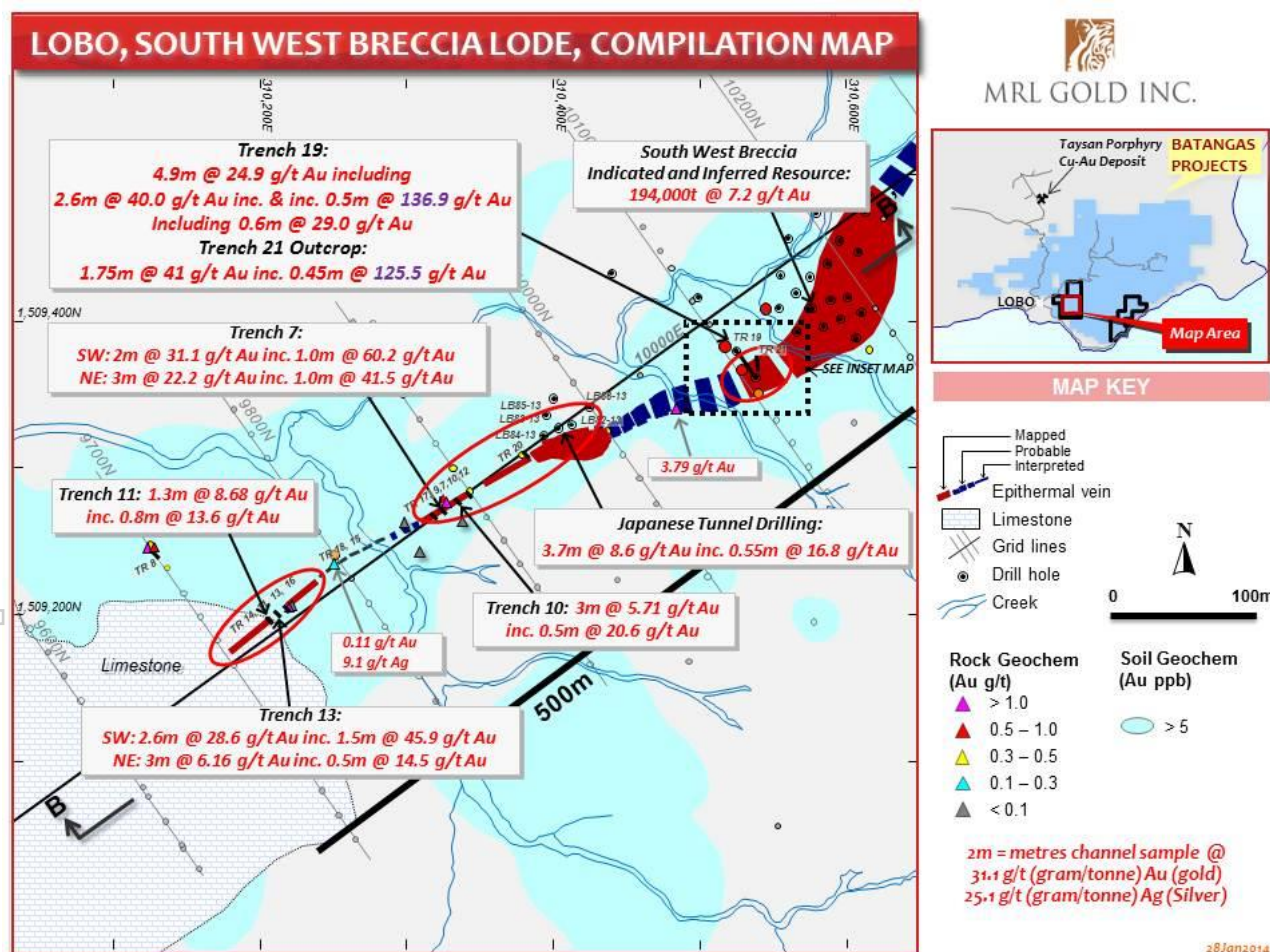 LOBO, SOUTH WEST BRECCIA LODE, COMPILATION MAP
310,200E
310,400E
310,600E
10100
10200N
Trench 19:
4.9m @ 24.9 g/t Au including
2.6m @ 40.0 g/t Au inc. & inc. 0.5m @ 136.9 g/t Au
Including 0.6m @ 29.0 g/t Au
Trench 21 Outcrop:
1.75m @ 41 g/t Au inc. 0.45m @ 125.5 g/t Au
South West Breccia
Indicated and Inferred Resource:
194,000t @ 7.2 g/t Au
B
1,509,400N
10000E
TR 19
SEE INSET MAP
Trench 7:
SW: 2m @ 31.1 g/t Au inc. 1.0m @ 60.2 g/t Au
NE: 3m @ 22.2 g/t Au inc. 1.0m @ 41.5 g/t Au
9800N
9700N
LB85-13
LB84-13
TR 20
3.79 g/t Au
Trench 11: 1.3m @ 8.68 g/t Au
inc. 0.8m @ 13.6 g/t Au
Japanese Tunnel Drilling:
3.7m @ 8.6 g/t Au inc. 0.55m @ 16.8 g/t Au
TR 8
1,509,200N
Trench 10: 3m @ 5.71 g/t Au
inc. 0.5m @ 20.6 g/t Au
0.11 g/t Au
9.1 g/t Ag
Limestone
500m
Trench 13:
SW: 2.6m @ 28.6 g/t Au inc. 1.5m @ 45.9 g/t Au
NE: 3m @ 6.16 g/t Au inc. 0.5m @ 14.5 g/t Au
B
MRL GOLD INC.
Taysan Porphyry
Cu-Au Deposit
BATANGAS
PROJECTS
LOBO
Map Area
MAP KEY
Mapped
Probable
Interpreted
Epithermal vein
Limestone
Grid lines
Drill hole
Creek
N
0 100m
Rock Geochem
(Au g/t)
> 1.0
0.5 – 1.0
0.3 – 0.5
0.1 – 0.3
< 0.1
Soil Geochem
(Au ppb)
> 5
2m = metres channel sample @
31.1 g/t (gram/tonne) Au (gold)
25.1 g/t (gram/tonne) Ag (Silver)
28Jan2014